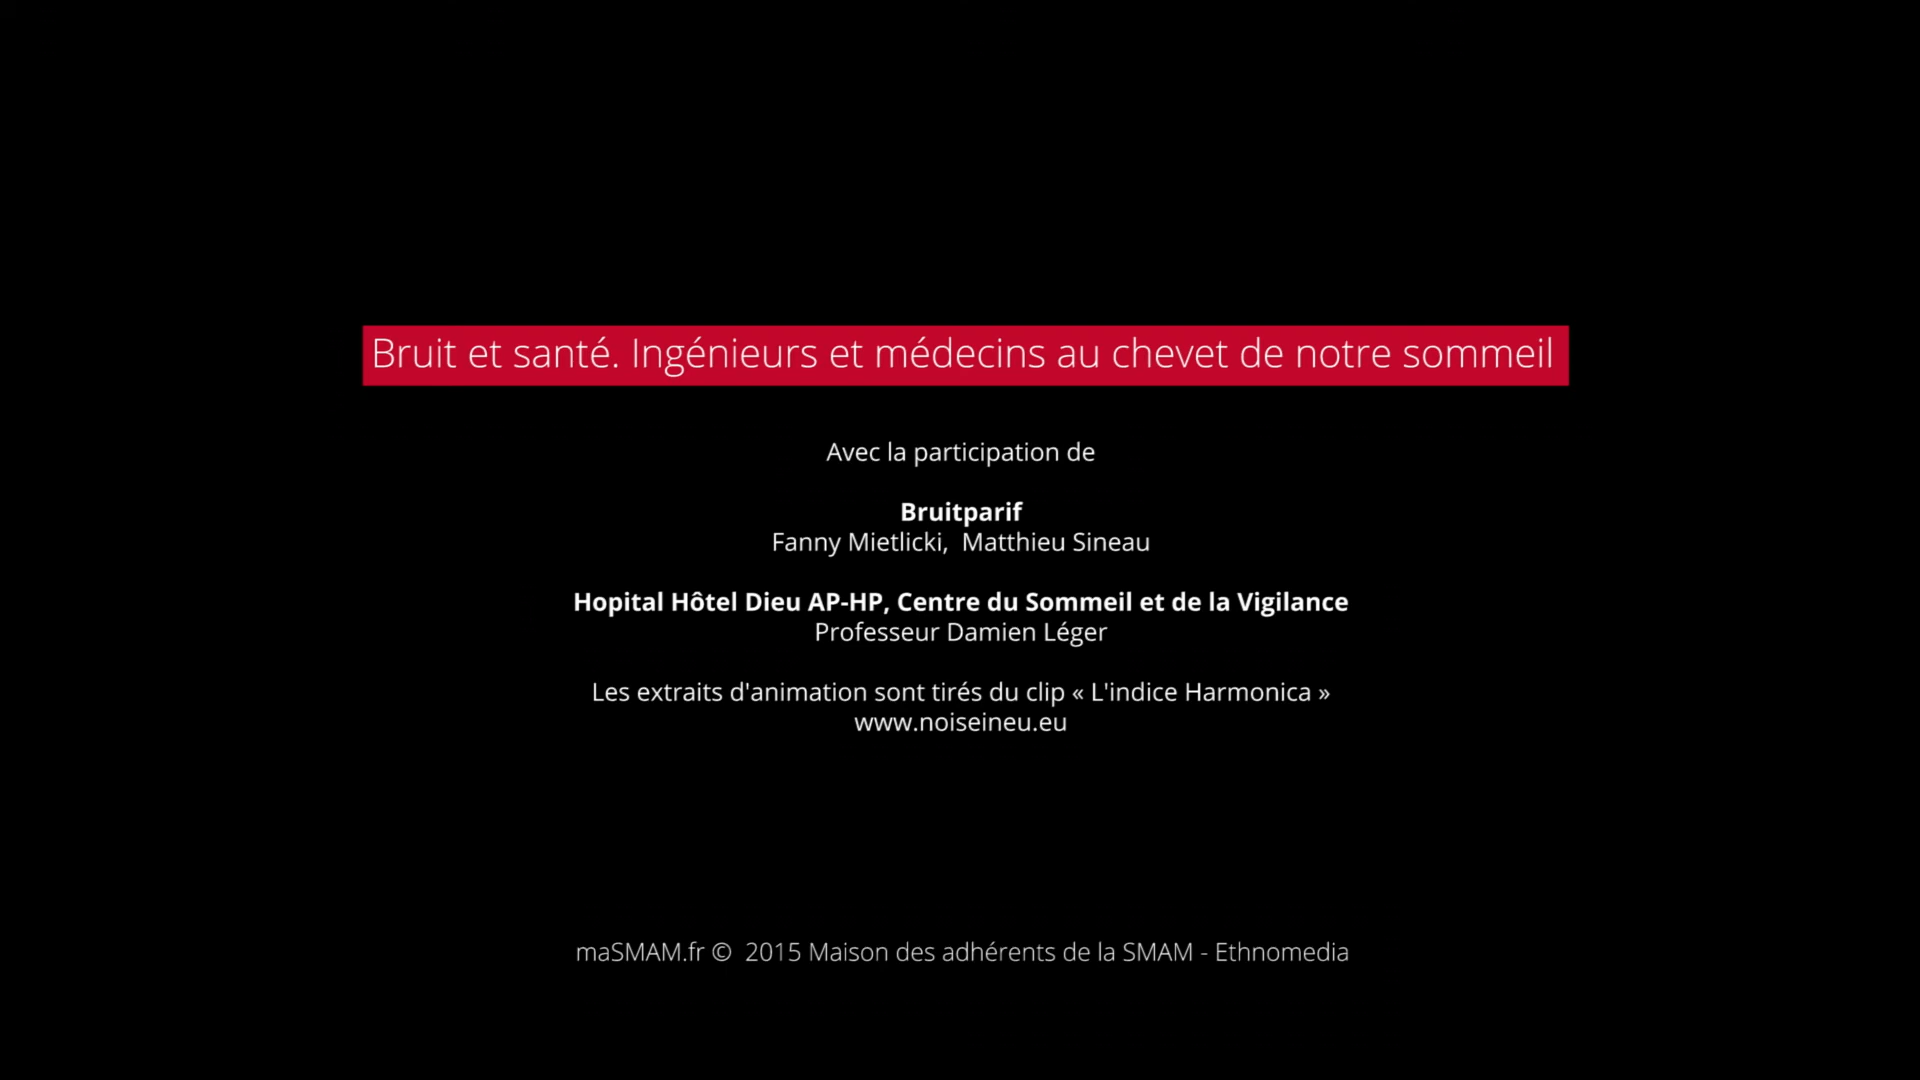 Bruit et santé. Ingénieurs et médecins au chevet de notre sommeil
Avec la participation de
Bruitparif
Fanny Mietlicki,  Matthieu Sineau
Hopital Hôtel Dieu AP-HP, Centre du Sommeil et de la Vigilance
Professeur Damien Léger
Les extraits d'animation sont tirés du clip « L'indice Harmonica »
www.noiseineu.eu
maSMAM.fr ©  2015 Maison des adhérents de la SMAM - Ethnomedia